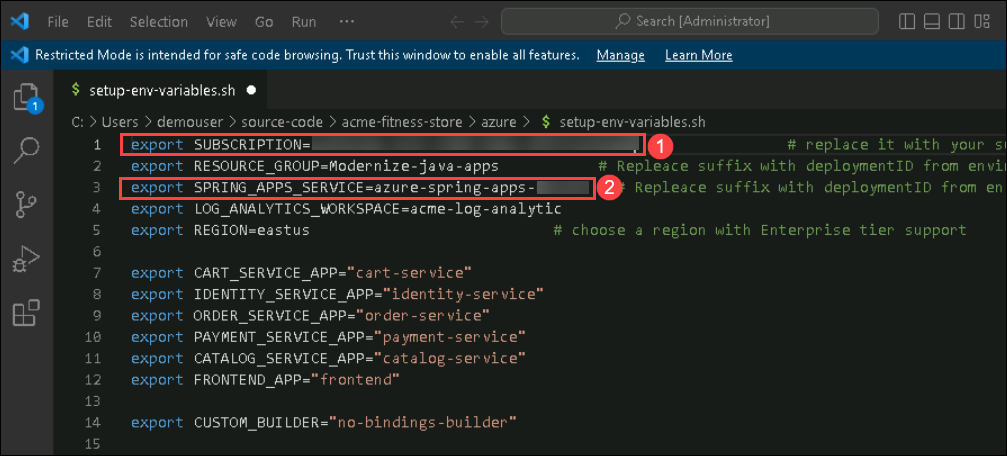 File Edit Selection View Go Run ··· Search [Administrator]
Restricted Mode is intended for safe code browsing. Trust this window to enable all features. Manage Learn More
$ setup-env-variables.sh
1
C: > Users > demouser > source-code > acme-fitness-store > azure > $ setup-env-variables.sh
1 export SUBSCRIPTION= 1 # replace it with your
2 export RESOURCE_GROUP=Modernize-java-apps # Repleace suffix with deploymentID from
3 export SPRING_APPS_SERVICE=azure-spring-apps- 2 # Repleace suffix with deploymentID from
4 export LOG_ANALYTICS_WORKSPACE=acme-log-analytic
5 export REGION=eastus # choose a region with Enterprise tier support
6
7 export CART_SERVICE_APP="cart-service"
8 export IDENTITY_SERVICE_APP="identity-service"
9 export ORDER_SERVICE_APP="order-service"
10 export PAYMENT_SERVICE_APP="payment-service"
11 export CATALOG_SERVICE_APP="catalog-service"
12 export FRONTEND_APP="frontend"
13
14 export CUSTOM_BUILDER="no-bindings-builder"
15